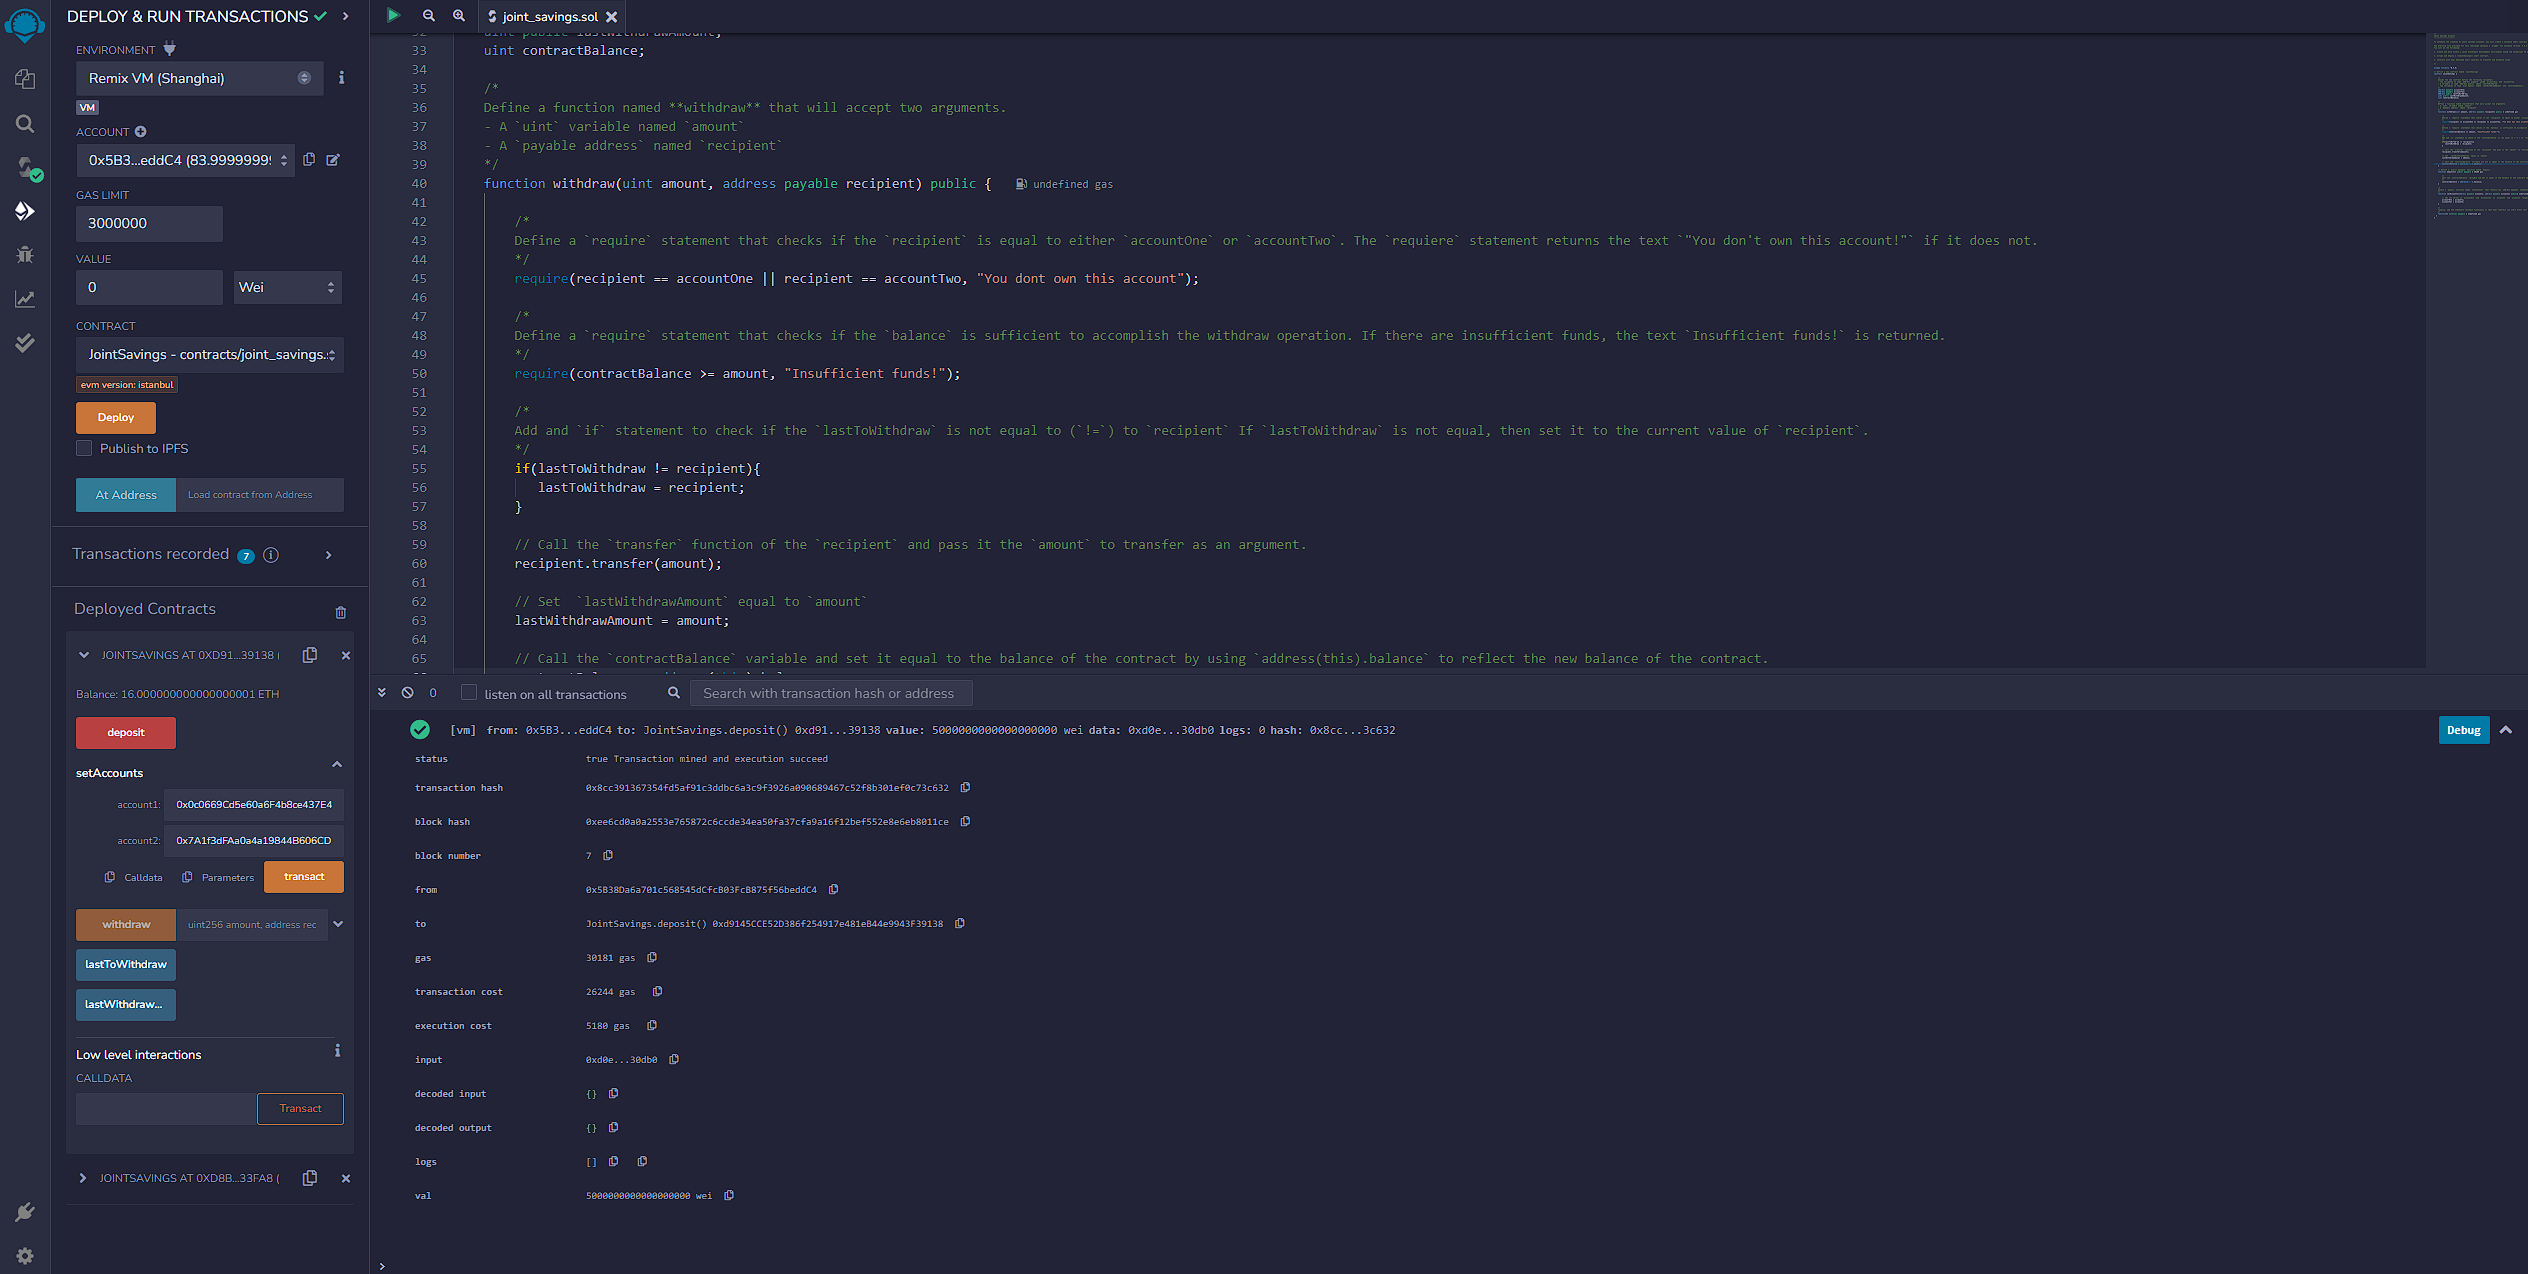 DEPLOY & RUN TRANSACTIONS
ENVIRONMENT
Remix VM (Shanghai)
VM
ACCOUNT
0x5B3...eddC4 (83.9999999
GAS LIMIT
3000000
VALUE
0
Wei
CONTRACT
JointSavings - contracts/joint_savings.
evm version: istanbul
Deploy
Publish to IPFS
At Address
Load contract from Address
Transactions recorded 7
Deployed Contracts
JOINTSAVINGS AT 0XD91...39138 (
Balance: 16.000000000000000001 ETH
deposit
setAccounts
account1: 0x0c0669Cd5e60a6F4b8ce437E4
account2: 0x7A1f3dFAa0a4a19844B606CD
Calldata Parameters transact
withdraw uint256 amount, address rec
lastToWithdraw
lastWithdraw...
Low level interactions
CALLDATA
Transact
JOINTSAVINGS AT 0XD8B...33FA8 (
joint_savings.sol
33 uint contractBalance;
34
35 /*
36 Define a function named **withdraw** that will accept two arguments.
37 - A `uint` variable named `amount`
38 - A `payable address` named `recipient`
39 */
40 function withdraw(uint amount, address payable recipient) public { undefined gas
41
42 /*
43 Define a `require` statement that checks if the `recipient` is equal to either `accountOne` or `accountTwo`. The `requiere` statement returns the text `"You don't own this account!"` if it does not.
44 */
45 require(recipient == accountOne || recipient == accountTwo, "You dont own this account");
46
47 /*
48 Define a `require` statement that checks if the `balance` is sufficient to accomplish the withdraw operation. If there are insufficient funds, the text `Insufficient funds!` is returned.
49 */
50 require(contractBalance >= amount, "Insufficient funds!");
51
52 /*
53 Add and `if` statement to check if the `lastToWithdraw` is not equal to (`!=`) to `recipient` If `lastToWithdraw` is not equal, then set it to the current value of `recipient`.
54 */
55 if(lastToWithdraw != recipient){
56 lastToWithdraw = recipient;
57 }
58
59 // Call the `transfer` function of the `recipient` and pass it the `amount` to transfer as an argument.
60 recipient.transfer(amount);
61
62 // Set  `lastWithdrawAmount` equal to `amount`
63 lastWithdrawAmount = amount;
64
65 // Call the `contractBalance` variable and set it equal to the balance of the contract by using `address(this).balance` to reflect the new balance of the contract.
0 listen on all transactions Search with transaction hash or address
[vm] from: 0x5B3...eddC4 to: JointSavings.deposit() 0xd91...39138 value: 5000000000000000000 wei data: 0xd0e...30db0 logs: 0 hash: 0x8cc...3c632
Debug
status true Transaction mined and execution succeed
transaction hash 0x8cc391367354fd5af91c3ddbc6a3c9f3926a090689467c52f8b301ef0c73c632
block hash 0xee6cd0a0a2553e765872c6ccde34ea50fa37cfa9a16f12bef552e8e6eb8011ce
block number 7
from 0x5B38Da6a701c568545dCfcB03FcB875f56beddC4
to JointSavings.deposit() 0xd9145CCE52D386f254917e481eB44e9943F39138
gas 30181 gas
transaction cost 26244 gas
execution cost 5180 gas
input 0xd0e...30db0
decoded input {}
decoded output {}
logs []
val 5000000000000000000 wei
>